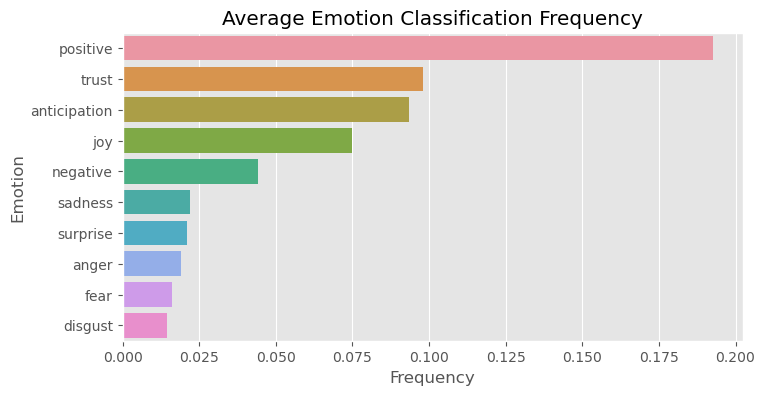 Average Emotion Classification Frequency
positive
trust
anticipation
joy
negative
sadness
surprise
anger
fear
disgust
Emotion
0.000 0.025 0.050 0.075 0.100 0.125 0.150 0.175 0.200
Frequency